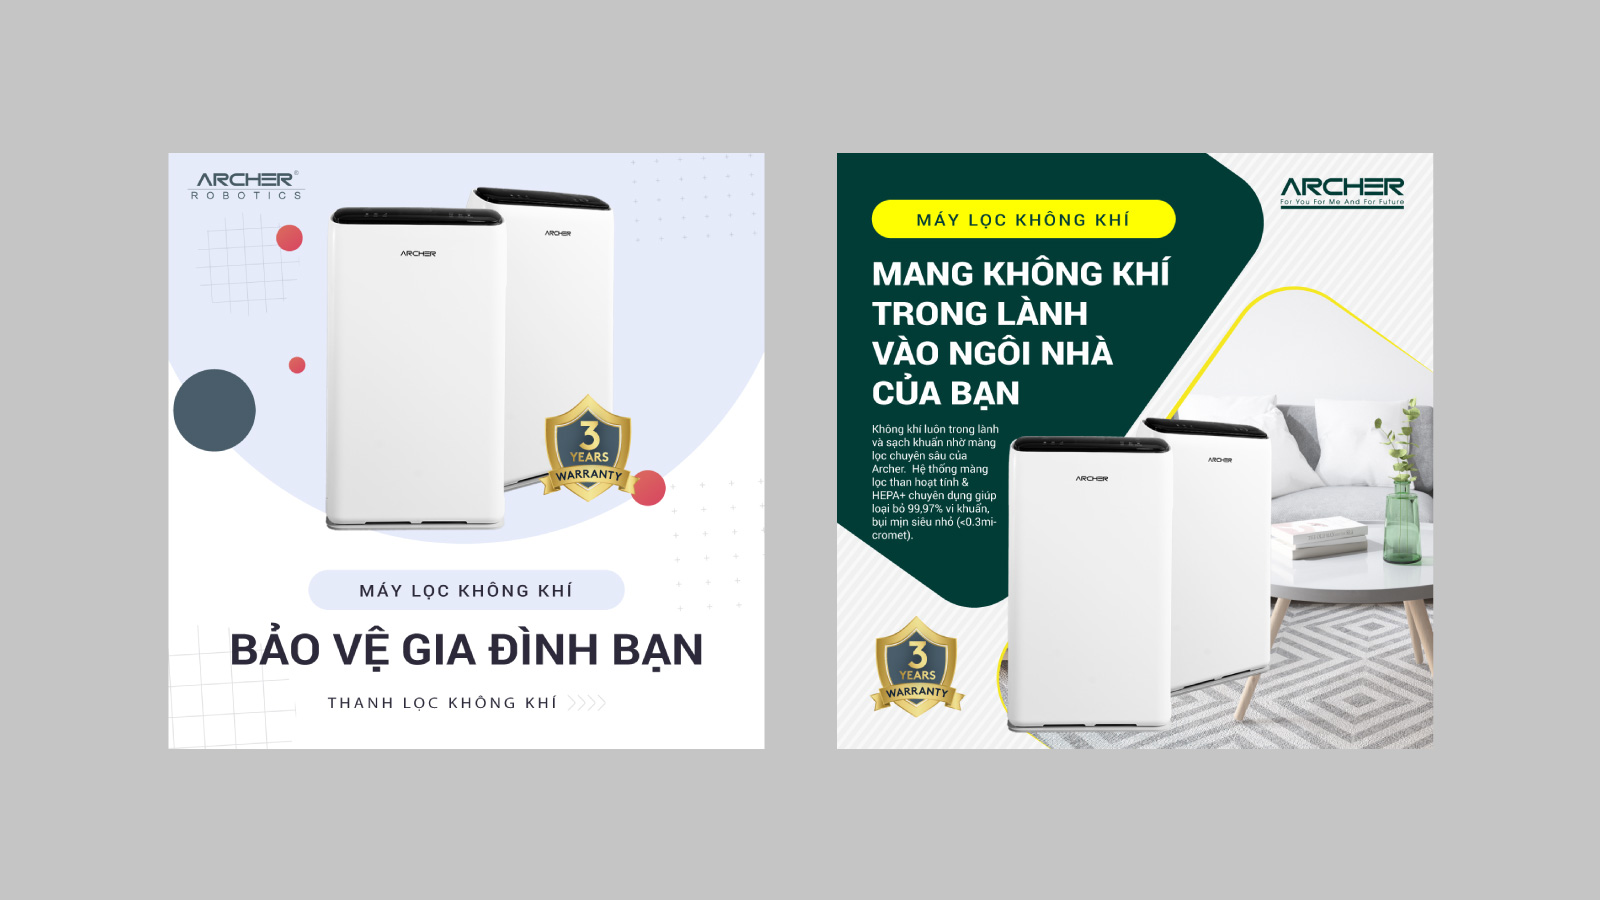 ARCHER®
ROBOTICS
ARCHER
ARCHER
3
YEARS
WARRANTY
MÁY LỌC KHÔNG KHÍ
BẢO VỆ GIA ĐÌNH BẠN
THANH LỌC KHÔNG KHÍ
ARCHER
For You For Me And For Future
MÁY LỌC KHÔNG KHÍ
MANG KHÔNG KHÍ
TRONG LÀNH
VÀO NGÔI NHÀ
CỦA BẠN
Không khí luôn trong lành
và sạch khuẩn nhờ màng
lọc chuyên sâu của
Archer. Hệ thống màng
lọc than hoạt tính &
HEPA+ chuyên dụng giúp
loại bỏ 99,97% vi khuẩn,
bụi mịn siêu nhỏ (<0.3mi-
cromet).
ARCHER
ARCHER
3
YEARS
WARRANTY